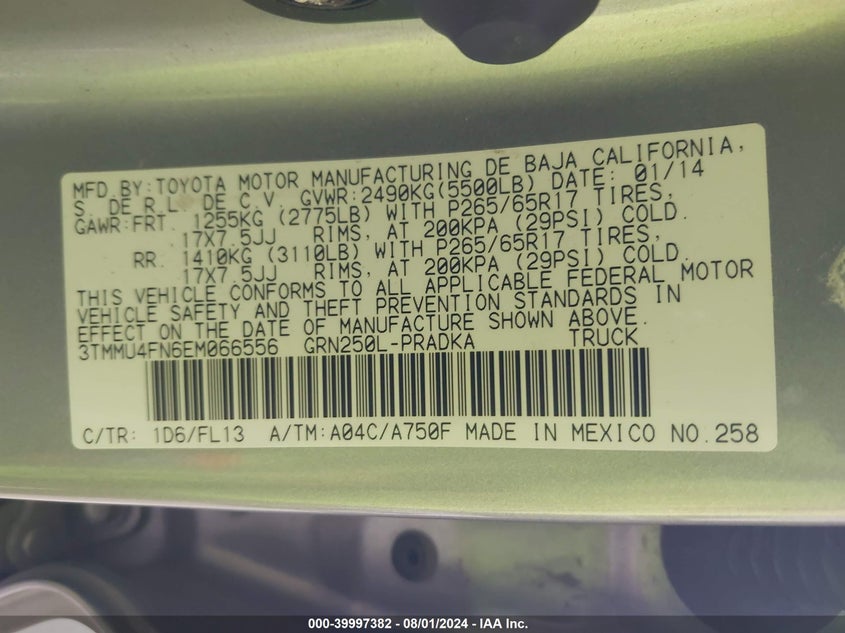 MFD.BY:TOYOTA MOTOR MANUFACTURING DE BAJA CALIFORNIA,
S. DE R.L. DE C.V. GVWR:2490KG(5500LB) DATE: 01/14
GAWR:FRT. 1255KG (2775LB) WITH P265/65R17 TIRES,
17X7.5JJ RIMS, AT 200KPA (29PSI) COLD.
RR. 1410KG (3110LB) WITH P265/65R17 TIRES,
17X7.5JJ RIMS, AT 200KPA (29PSI) COLD.
THIS VEHICLE CONFORMS TO ALL APPLICABLE FEDERAL MOTOR
VEHICLE SAFETY AND THEFT PREVENTION STANDARDS IN
EFFECT ON THE DATE OF MANUFACTURE SHOWN ABOVE.
3TMMU4FN6EM066556 GRN250L-PRADKA TRUCK
C/TR: 1D6/FL13 A/TM:A04C/A750F MADE IN MEXICO NO.258
000-39997382 - 08/01/2024 - IAA Inc.